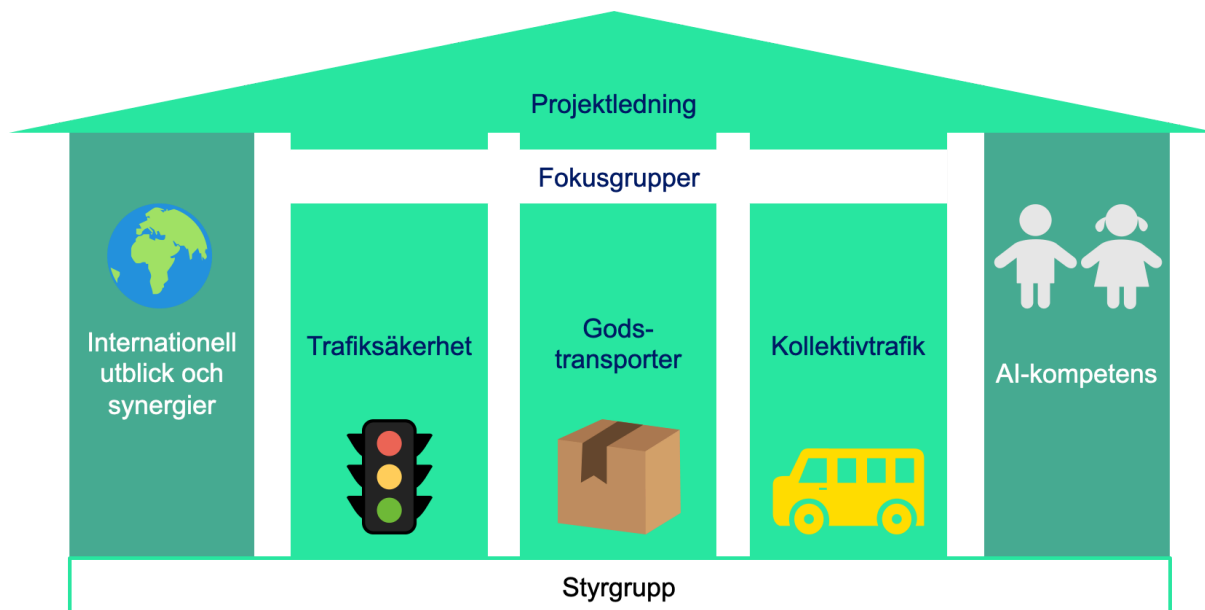 Projektledning
Fokusgrupper
Internationell
utblick och
synergier
Trafiksäkerhet
Gods-
transporter
Kollektivtrafik
AI-kompetens
Styrgrupp